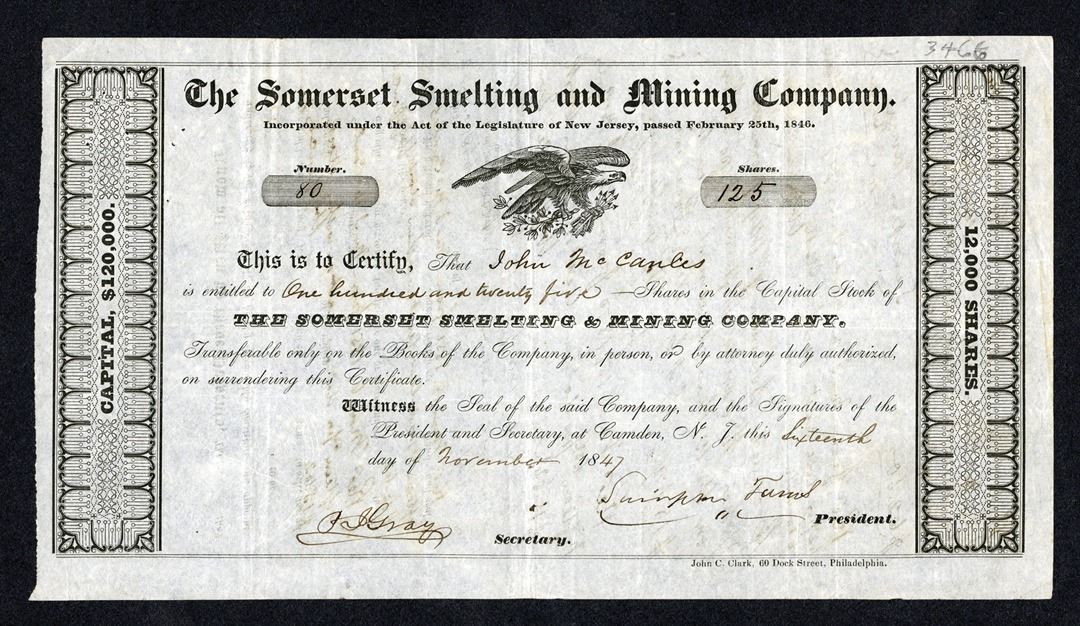 3466
The Somerset Smelting and Mining Company.
Incorporated under the Act of the Legislature of New Jersey, passed February 25th, 1846.
Number.
80
Shares.
125
CAPITAL, $120,000.
12,000 SHARES.
This is to Certify, That John McCanles
is entitled to One hundred and twenty five Shares in the Capital Stock of
THE SOMERSET SMELTING & MINING COMPANY.
Transferable only on the Books of the Company, in person, or by attorney duly authorized,
on surrendering this Certificate.
Witness the Seal of the said Company, and the Signatures of the
President and Secretary, at Camden, N. J. this Sixteenth
day of November 1847
Gray
Secretary.
President.
John C. Clark, 60 Dock Street, Philadelphia.